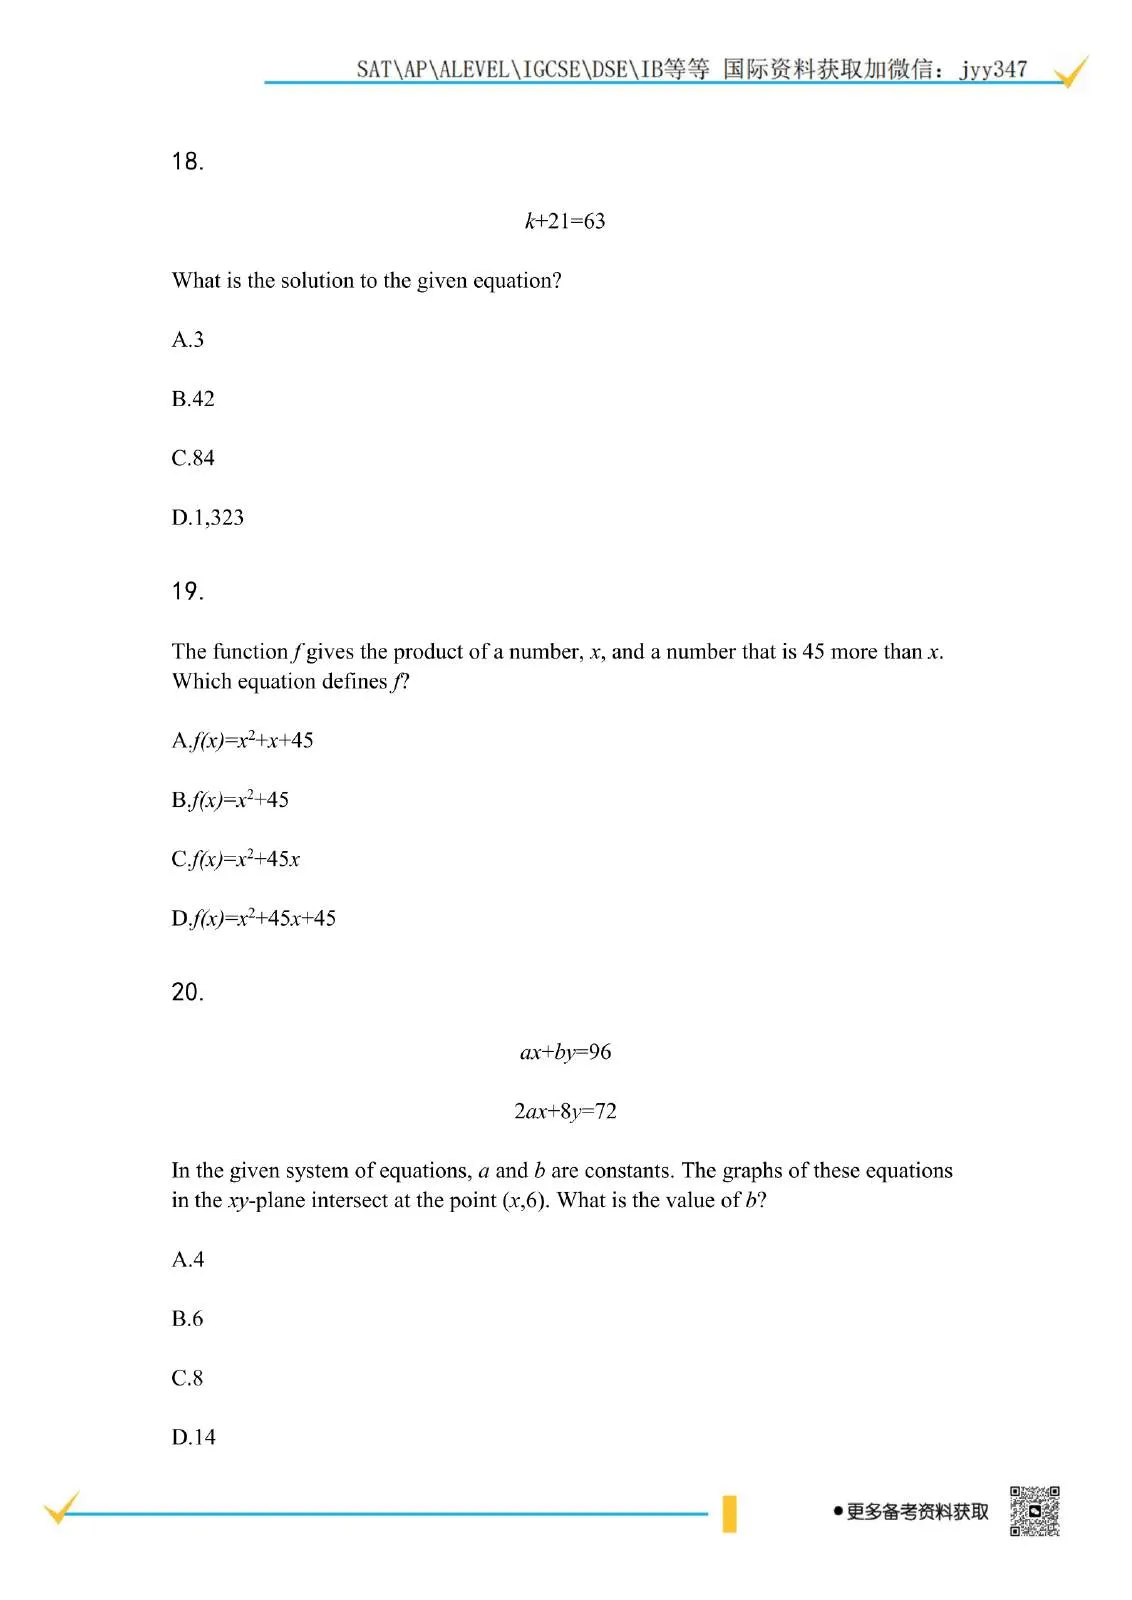 SAT\AP\ALEVEL\IGCSE\DSE\IB等等 国际资料获取加微信：jyy347
18.
k+21=63
What is the solution to the given equation?
A.3
B.42
C.84
D.1,323
19.
The function f gives the product of a number, x, and a number that is 45 more than x.
Which equation defines f?
A.f(x)=x²+x+45
B.f(x)=x²+45
C.f(x)=x²+45x
D.f(x)=x²+45x+45
20.
ax+by=96
2ax+8y=72
In the given system of equations, a and b are constants. The graphs of these equations
in the xy-plane intersect at the point (x,6). What is the value of b?
A.4
B.6
C.8
D.14
●更多备考资料获取